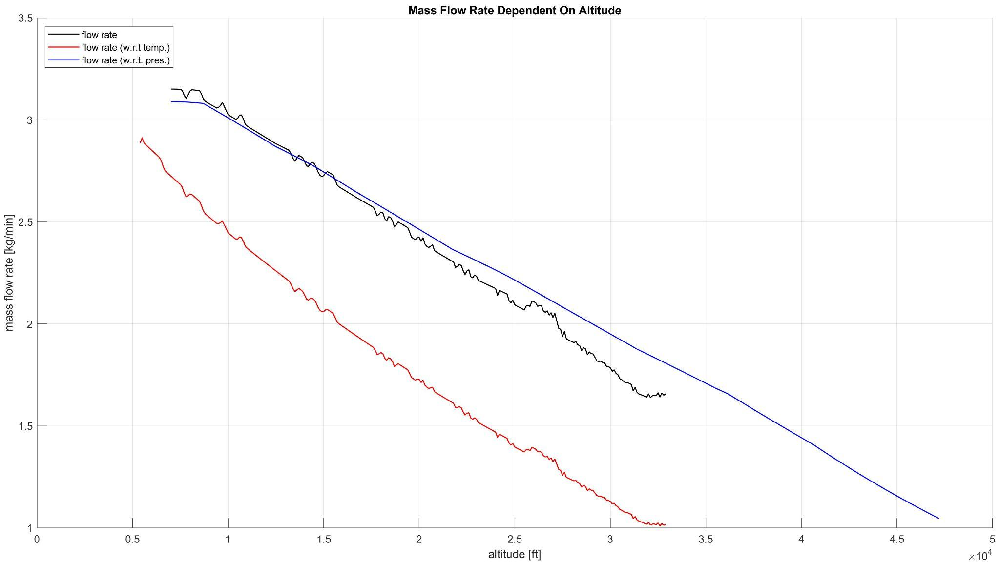 Mass Flow Rate Dependent On Altitude
flow rate
flow rate (w.r.t temp.)
flow rate (w.r.t. pres.)
mass flow rate [kg/min]
3.5
3
2.5
2
1.5
1
0 0.5 1 1.5 2 2.5 3 3.5 4 4.5 5
altitude [ft]
×10⁴